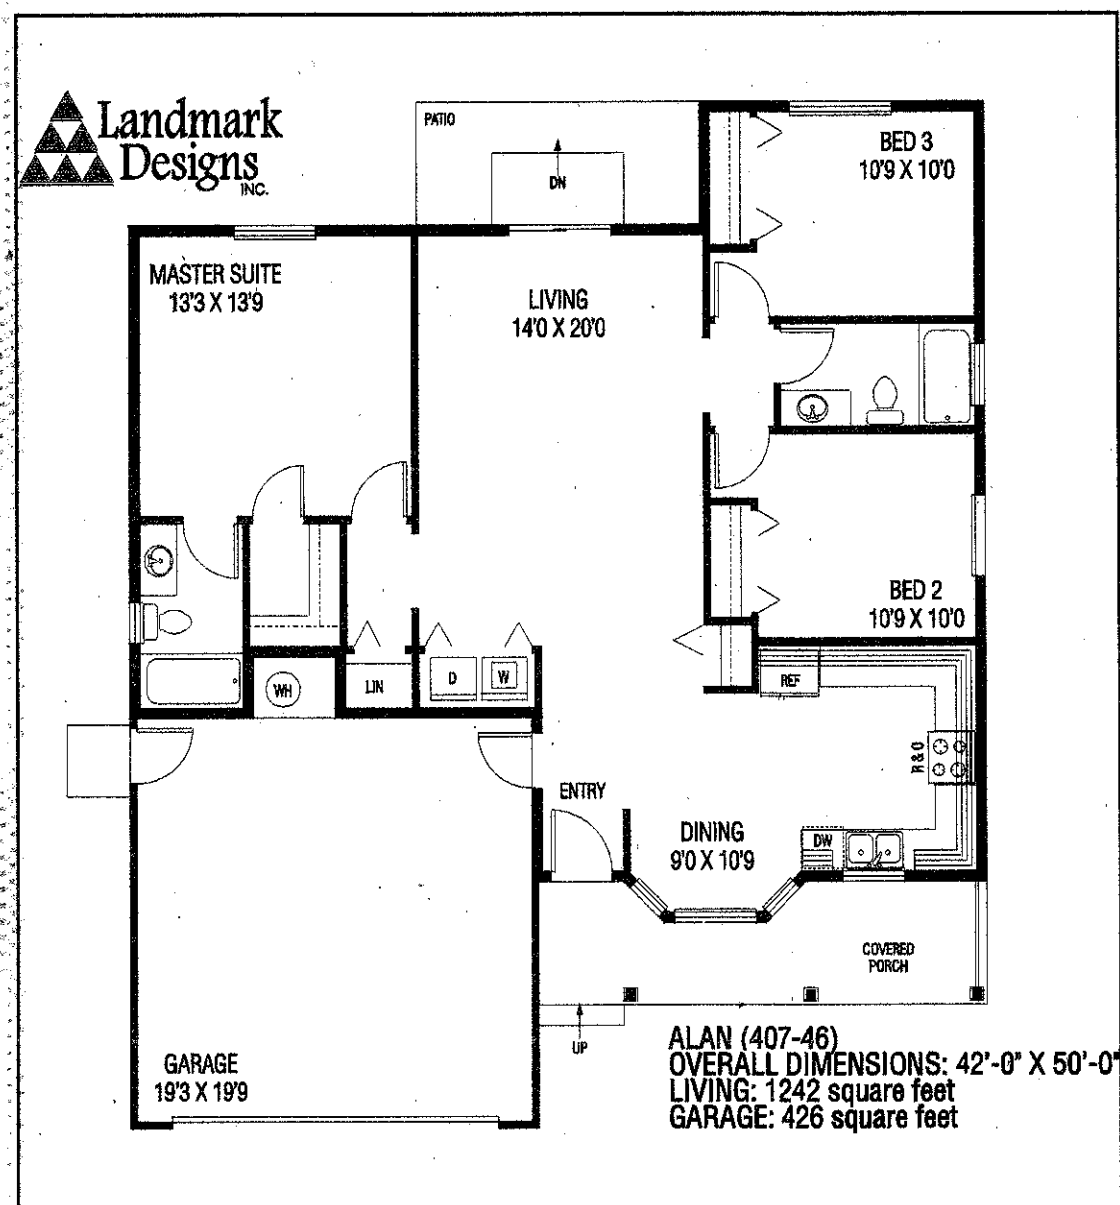 Landmark
Designs
INC.
PATIO
DN
BED 3
10'9 X 10'0
MASTER SUITE
13'3 X 13'9
LIVING
14'0 X 20'0
BED 2
10'9 X 10'0
WH
LIN
D
W
REF
R & O
ENTRY
DINING
9'0 X 10'9
DW
COVERED
PORCH
UP
GARAGE
19'3 X 19'9
ALAN (407-46)
OVERALL DIMENSIONS: 42'-0" X 50'-0"
LIVING: 1242 square feet
GARAGE: 426 square feet